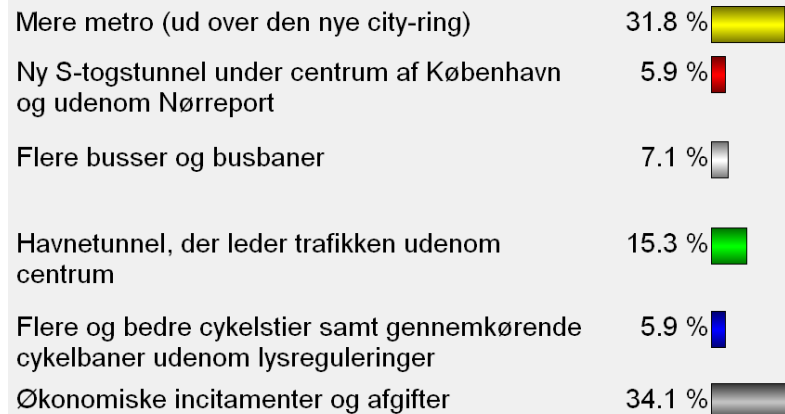 Mere metro (ud over den nye city-ring) 31.8 %
Ny S-togstunnel under centrum af København 5.9 %
og udenom Nørreport
Flere busser og busbaner 7.1 %
Havnetunnel, der leder trafikken udenom 15.3 %
centrum
Flere og bedre cykelstier samt gennemkørende 5.9 %
cykelbaner udenom lysreguleringer
Økonomiske incitamenter og afgifter 34.1 %